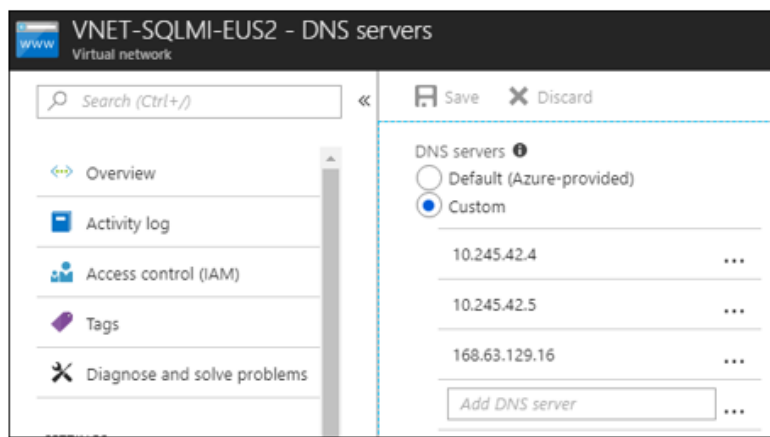 www
VNET-SQLMI-EUS2 - DNS servers
Virtual network
Search (Ctrl+/)
Overview
Activity log
Access control (IAM)
Tags
Diagnose and solve problems
Save
Discard
DNS servers
Default (Azure-provided)
Custom
10.245.42.4
...
10.245.42.5
...
168.63.129.16
...
Add DNS server
...